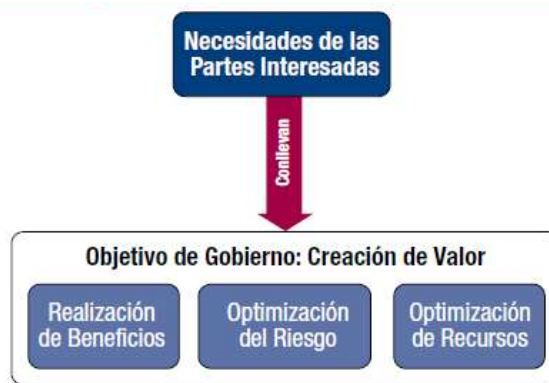 Necesidades de las
Partes Interesadas
Conllevan
Objetivo de Gobierno: Creación de Valor
Realización
de Beneficios
Optimización
del Riesgo
Optimización
de Recursos